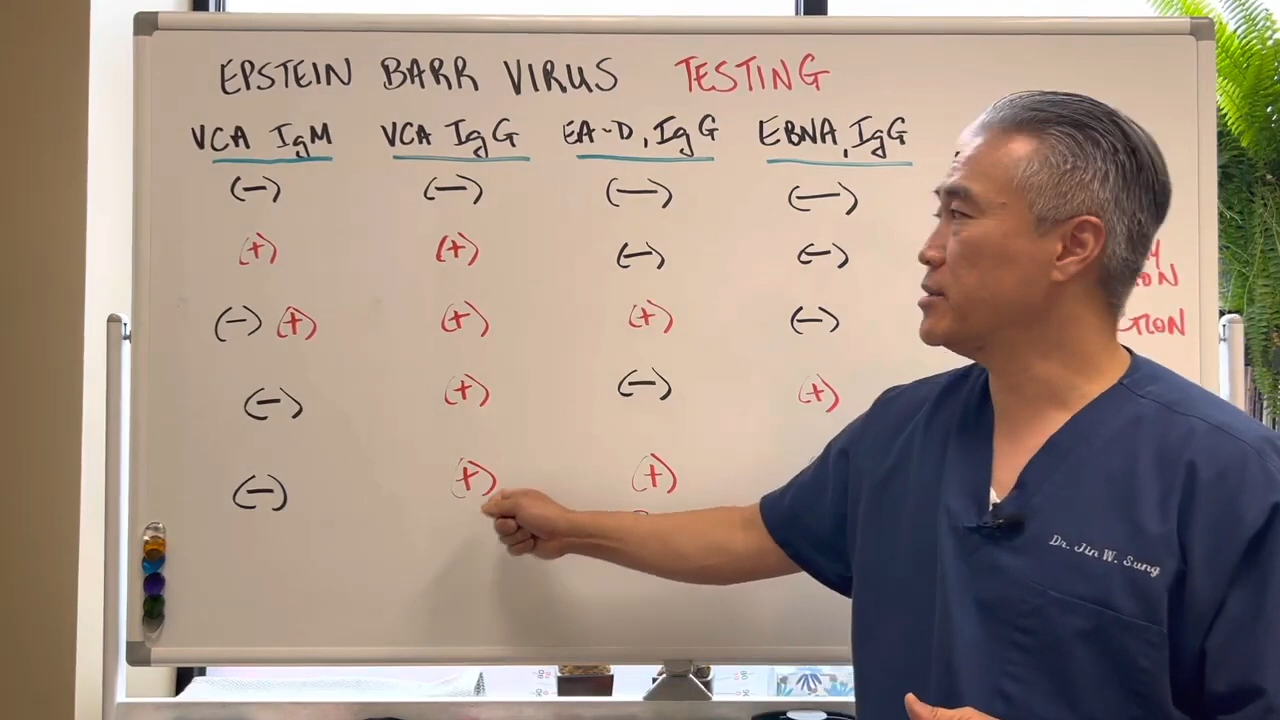 EPSTEIN BARR VIRUS TESTING
VCA IgM VCA IgG EA-D, IgG EBNA, IgG
(-) (-) (-) (-)
(+) (+) (-) (-)
(-) (+) (+) (+) (-)
(-) (+) (-) (+)
(-) (+) (+)
Dr. Jin W. Sung